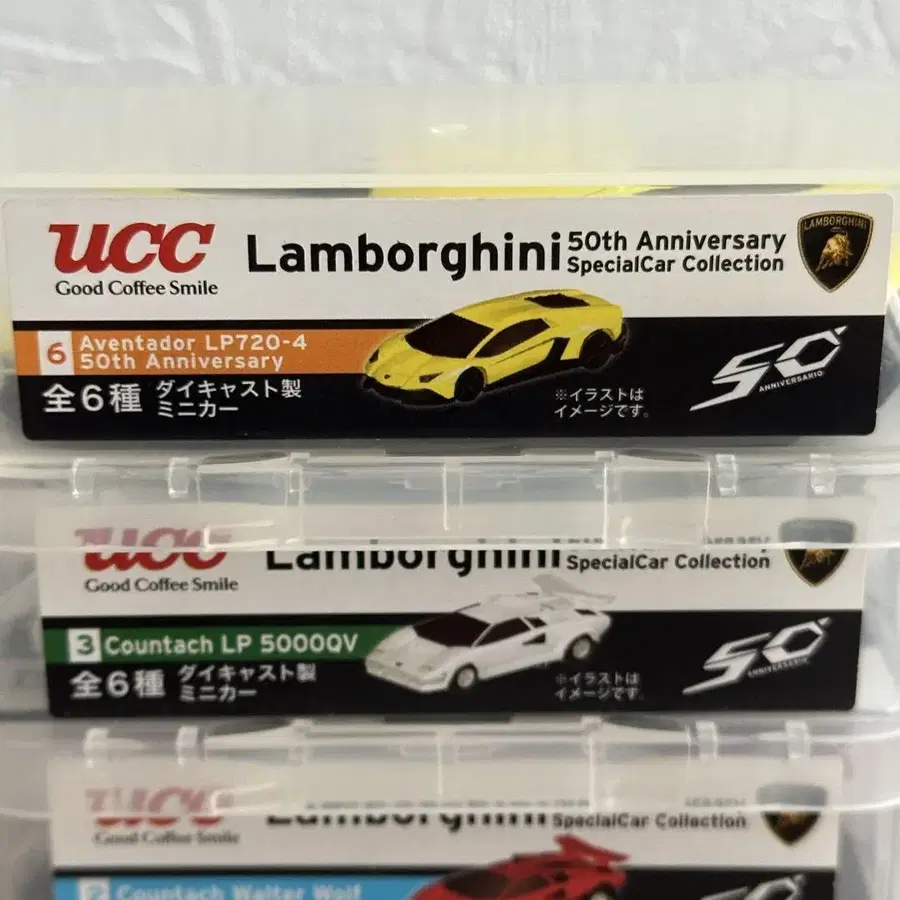 UCC
Good Coffee Smile
Lamborghini
50th Anniversary
SpecialCar Collection
LAMBORGHINI
6 Aventador LP720-4
50th Anniversary
全6種 ダイキャスト製
ミニカー
※イラストは
イメージです。
50°
ANNIVERSARIO
UCC
Good Coffee Smile
Lamborghini
SpecialCar Collection
3 Countach LP 5000QV
全6種 ダイキャスト製
ミニカー
※イラストは
イメージです。
50°
ANNIVERSARIO
UCC
Good Coffee Smile
Lamborghini
SpecialCar Collection
2 Countach Walter Wolf
50°